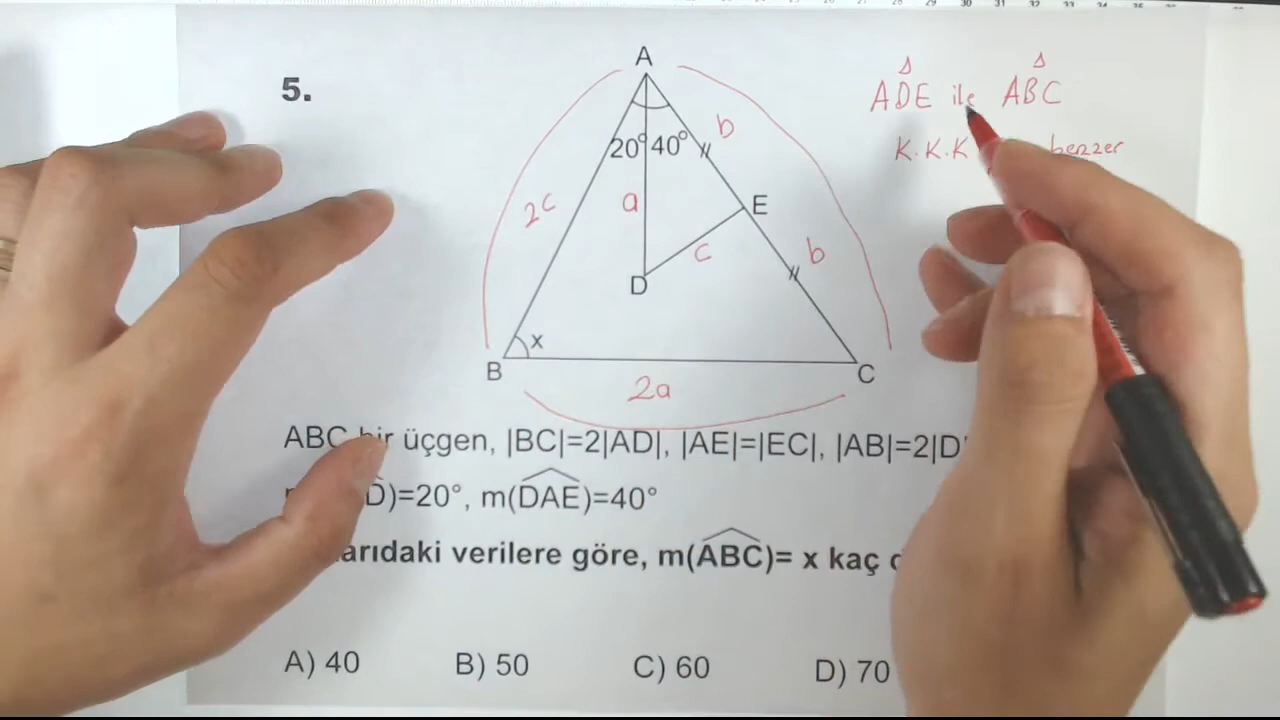 5.
A
ADE ile ABC
K.K.K benzer
b
20° 40°
2c
a
E
c
b
D
x
B
C
2a
ABC bir üçgen, |BC|=2|AD|, |AE|=|EC|, |AB|=2|D
D)=20°, m(DAE)=40°
verilere göre, m(ABC)= x kaç
A) 40 B) 50 C) 60 D) 70